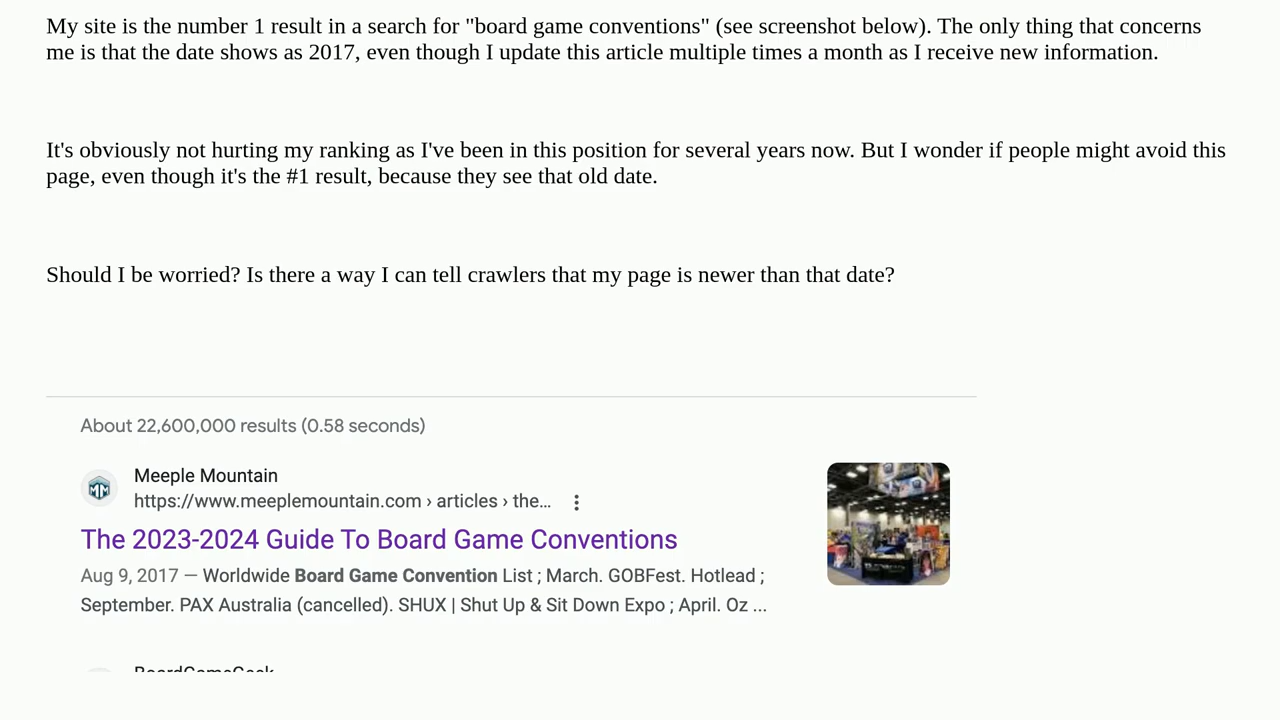 My site is the number 1 result in a search for "board game conventions" (see screenshot below). The only thing that concerns
me is that the date shows as 2017, even though I update this article multiple times a month as I receive new information.
It's obviously not hurting my ranking as I've been in this position for several years now. But I wonder if people might avoid this
page, even though it's the #1 result, because they see that old date.
Should I be worried? Is there a way I can tell crawlers that my page is newer than that date?
About 22,600,000 results (0.58 seconds)
MM
Meeple Mountain
https://www.meeplemountain.com › articles › the...
The 2023-2024 Guide To Board Game Conventions
Aug 9, 2017 — Worldwide Board Game Convention List ; March. GOBFest. Hotlead ;
September. PAX Australia (cancelled). SHUX | Shut Up & Sit Down Expo ; April. Oz ...
BoardGameGeek